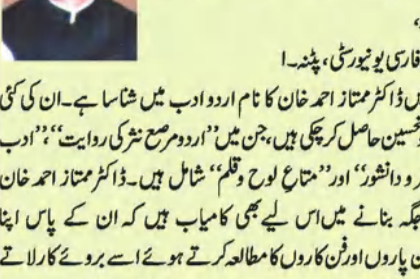 فارسی یونیورسٹی، پٹنہ۔ا
ڈاکٹر ممتاز احمد خان کا نام اردو ادب میں شناسا ہے۔ان کی کئی
تحسین حاصل کر چکی ہیں، جن میں ''اردو مرصع نثر کی روایت''، ''ادب
و دانشور'' اور ''متاع لوح و قلم'' شامل ہیں۔ڈاکٹر ممتاز احمد خان
جگہ بنانے میں اس لیے بھی کامیاب ہیں کہ ان کے پاس اپنا
پاروں اور فن کاروں کا مطالعہ کرتے ہوئے اسے بروئے کار لاتے